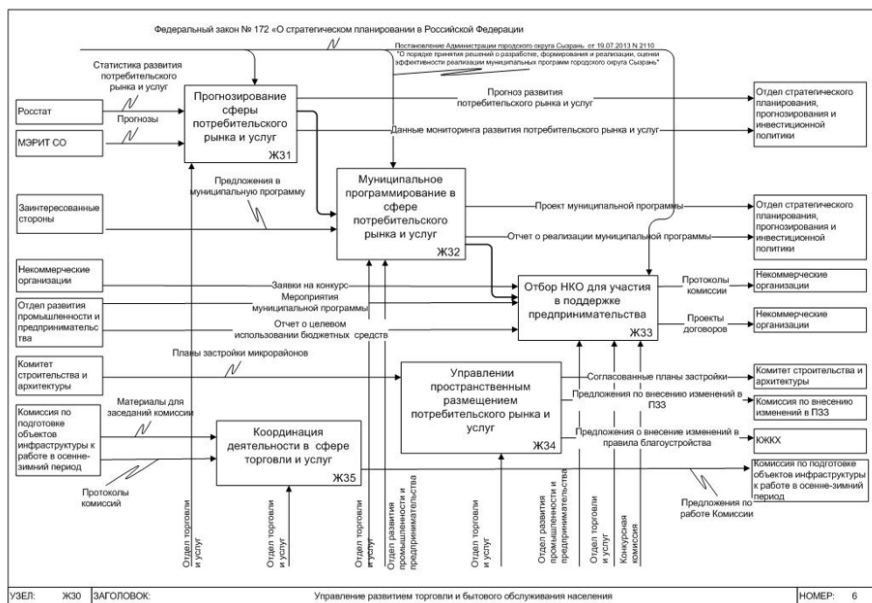 Федеральный закон № 172 «О стратегическом планировании в Российской Федерации
Постановление Администрации городского округа Сызрань от 19.07.2013 N 2110
"О порядке принятия решений о разработке, формирования и реализации, оценки
эффективности реализации муниципальных программ городского округа Сызрань"
Статистика развития
потребительского
рынка и услуг
Росстат
Прогнозы
МЭРИТ СО
Прогнозирование
сферы
потребительского
рынка и услуг
Ж31
Прогноз развития
потребительского рынка и услуг
Данные мониторинга развития потребительского рынка и услуг
Отдел стратегического
планирования,
прогнозирования и
инвестиционной
политики
Предложения в
муниципальную программу
Заинтересованные
стороны
Муниципальное
программирование в
сфере
потребительского
рынка и услуг
Ж32
Проект муниципальной программы
Отчет о реализации муниципальной программы
Отдел стратегического
планирования,
прогнозирования и
инвестиционной
политики
Некоммерческие
организации
Заявки на конкурс
Отдел развития
промышленности и
предпринимательс
тва
Мероприятия
муниципальной программы
Отчет о целевом
использовании бюджетных средств
Отбор НКО для участия
в поддержке
предпринимательства
Ж33
Протоколы
комиссии
Некоммерческие
организации
Проекты
договоров
Некоммерческие
организации
Комитет
строительства и
архитектуры
Планы застройки микрорайонов
Управлении
пространственным
размещением
потребительского рынка и
услуг
Ж34
Согласованные планы застройки
Комитет строительства и
архитектуры
Предложения по внесению изменений в
ПЗЗ
Комиссия по внесению
изменений в ПЗЗ
Предложения о внесению изменений в
правила благоустройства
КЖКХ
Комиссия по
подготовке
объектов
инфраструктуры к
работе в осенне-
зимний период
Материалы для
заседаний комиссии
Протоколы
комиссий
Координация
деятельности в сфере
торговли и услуг
Ж35
Комиссия по подготовке
объектов инфраструктуры
к работе в осенне-зимний
период
Предложения по
работе Комиссии
Отдел торговли
и услуг
Отдел торговли
и услуг
Отдел торговли
и услуг
Отдел развития
промышленности и
предпринимательства
Отдел торговли
и услуг
Отдел развития
промышленности и
предпринимательства
Отдел торговли
и услуг
Конкурсная
комиссия
УЗЕЛ: Ж30 ЗАГОЛОВОК: Управление развитием торговли и бытового обслуживания населения НОМЕР: 6